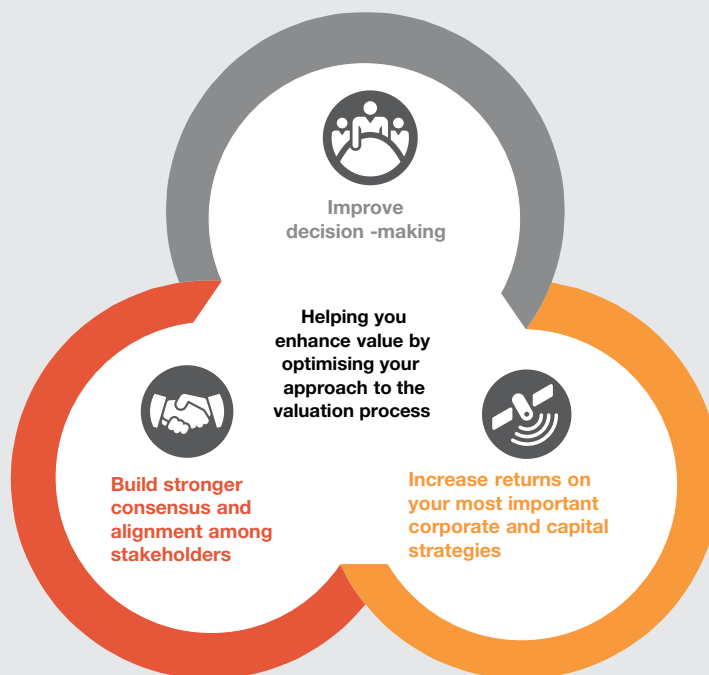 Improve
decision -making
Helping you
enhance value by
optimising your
approach to the
valuation process
Build stronger
consensus and
alignment among
stakeholders
Increase returns on
your most important
corporate and capital
strategies